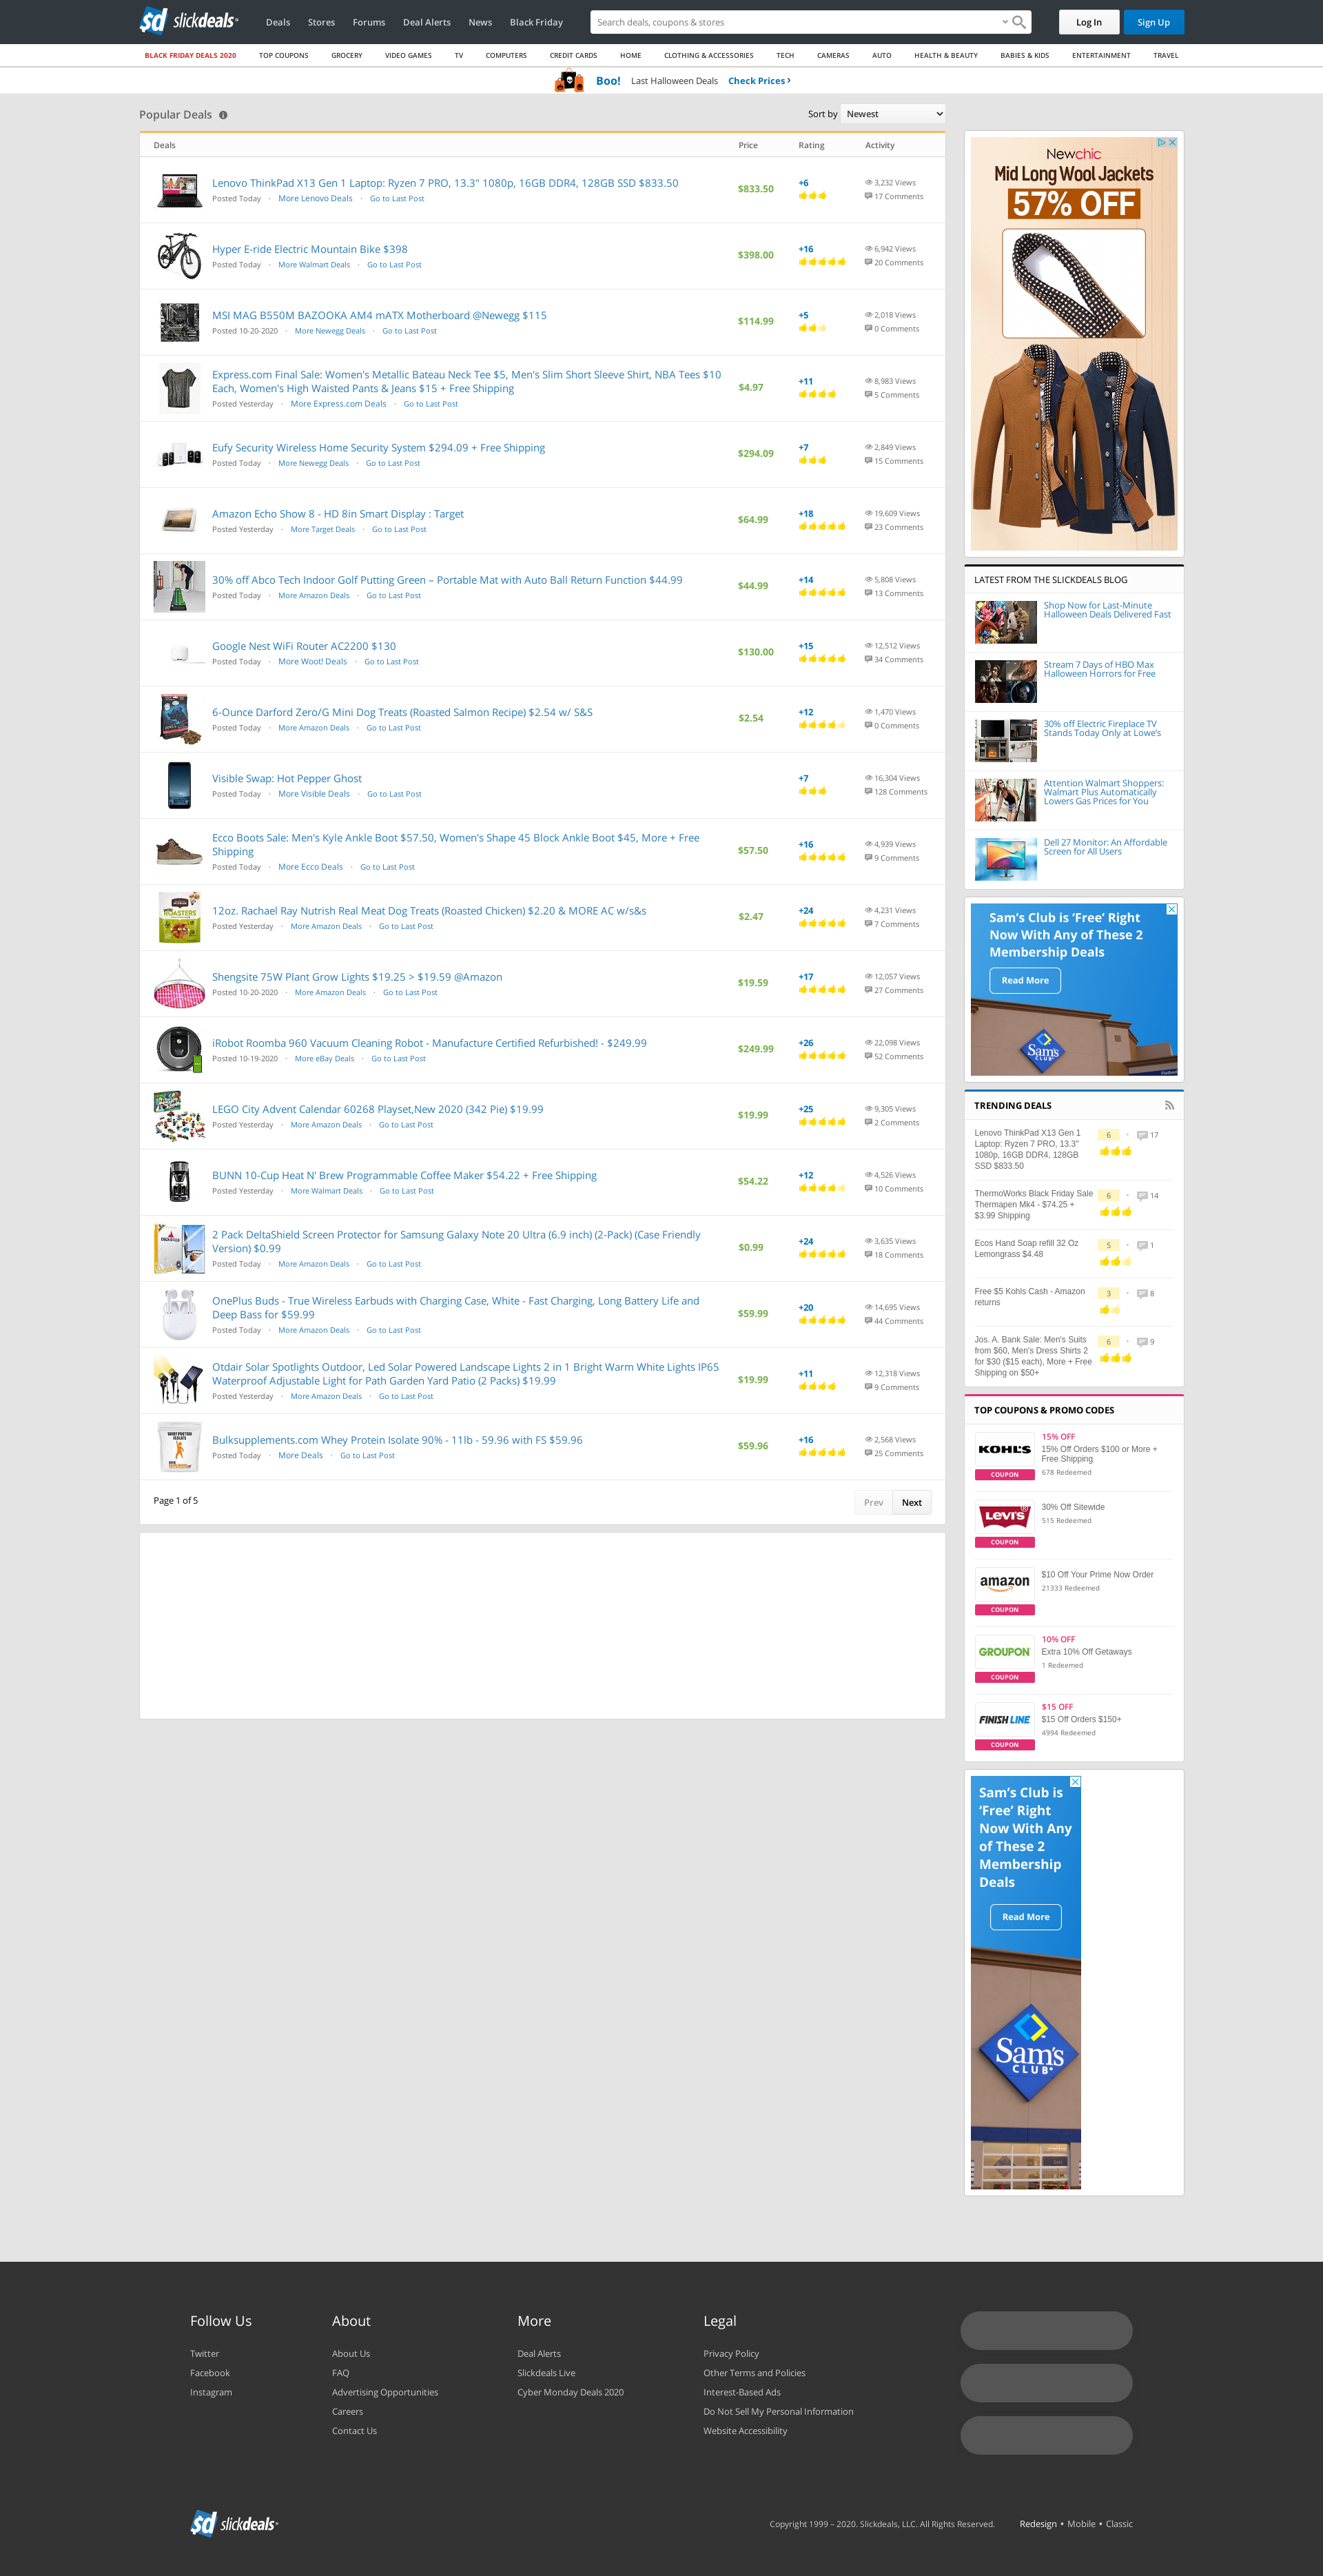 slickdeals
Deals Stores Forums Deal Alerts News Black Friday
Search deals, coupons & stores
Log In
Sign Up
BLACK FRIDAY DEALS 2020 TOP COUPONS GROCERY VIDEO GAMES TV COMPUTERS CREDIT CARDS HOME CLOTHING & ACCESSORIES TECH CAMERAS AUTO HEALTH & BEAUTY BABIES & KIDS ENTERTAINMENT TRAVEL
Boo! Last Halloween Deals Check Prices
Popular Deals
Sort by Newest
Deals Price Rating Activity
Lenovo ThinkPad X13 Gen 1 Laptop: Ryzen 7 PRO, 13.3" 1080p, 16GB DDR4, 128GB SSD $833.50
Posted Today · More Lenovo Deals · Go to Last Post
$833.50
+6
3,232 Views
17 Comments
Hyper E-ride Electric Mountain Bike $398
Posted Today · More Walmart Deals · Go to Last Post
$398.00
+16
6,942 Views
20 Comments
MSI MAG B550M BAZOOKA AM4 mATX Motherboard @Newegg $115
Posted 10-20-2020 · More Newegg Deals · Go to Last Post
$114.99
+5
2,018 Views
0 Comments
Express.com Final Sale: Women's Metallic Bateau Neck Tee $5, Men's Slim Short Sleeve Shirt, NBA Tees $10
Each, Women's High Waisted Pants & Jeans $15 + Free Shipping
Posted Yesterday · More Express.com Deals · Go to Last Post
$4.97
+11
8,983 Views
5 Comments
Eufy Security Wireless Home Security System $294.09 + Free Shipping
Posted Today · More Newegg Deals · Go to Last Post
$294.09
+7
2,849 Views
15 Comments
Amazon Echo Show 8 - HD 8in Smart Display : Target
Posted Yesterday · More Target Deals · Go to Last Post
$64.99
+18
19,609 Views
23 Comments
30% off Abco Tech Indoor Golf Putting Green – Portable Mat with Auto Ball Return Function $44.99
Posted Today · More Amazon Deals · Go to Last Post
$44.99
+14
5,808 Views
13 Comments
Google Nest WiFi Router AC2200 $130
Posted Today · More Woot! Deals · Go to Last Post
$130.00
+15
12,512 Views
34 Comments
6-Ounce Darford Zero/G Mini Dog Treats (Roasted Salmon Recipe) $2.54 w/ S&S
Posted Today · More Amazon Deals · Go to Last Post
$2.54
+12
1,470 Views
0 Comments
Visible Swap: Hot Pepper Ghost
Posted Today · More Visible Deals · Go to Last Post
+7
16,304 Views
128 Comments
Ecco Boots Sale: Men's Kyle Ankle Boot $57.50, Women's Shape 45 Block Ankle Boot $45, More + Free
Shipping
Posted Today · More Ecco Deals · Go to Last Post
$57.50
+16
4,939 Views
9 Comments
12oz. Rachael Ray Nutrish Real Meat Dog Treats (Roasted Chicken) $2.20 & MORE AC w/s&s
Posted Yesterday · More Amazon Deals · Go to Last Post
$2.47
+24
4,231 Views
7 Comments
Shengsite 75W Plant Grow Lights $19.25 > $19.59 @Amazon
Posted 10-20-2020 · More Amazon Deals · Go to Last Post
$19.59
+17
12,057 Views
27 Comments
iRobot Roomba 960 Vacuum Cleaning Robot - Manufacture Certified Refurbished! - $249.99
Posted 10-19-2020 · More eBay Deals · Go to Last Post
$249.99
+26
22,098 Views
52 Comments
LEGO City Advent Calendar 60268 Playset,New 2020 (342 Pie) $19.99
Posted Yesterday · More Amazon Deals · Go to Last Post
$19.99
+25
9,305 Views
2 Comments
BUNN 10-Cup Heat N' Brew Programmable Coffee Maker $54.22 + Free Shipping
Posted Yesterday · More Walmart Deals · Go to Last Post
$54.22
+12
4,526 Views
10 Comments
2 Pack DeltaShield Screen Protector for Samsung Galaxy Note 20 Ultra (6.9 inch) (2-Pack) (Case Friendly
Version) $0.99
Posted Today · More Amazon Deals · Go to Last Post
$0.99
+24
3,635 Views
18 Comments
OnePlus Buds - True Wireless Earbuds with Charging Case, White - Fast Charging, Long Battery Life and
Deep Bass for $59.99
Posted Today · More Amazon Deals · Go to Last Post
$59.99
+20
14,695 Views
44 Comments
Otdair Solar Spotlights Outdoor, Led Solar Powered Landscape Lights 2 in 1 Bright Warm White Lights IP65
Waterproof Adjustable Light for Path Garden Yard Patio (2 Packs) $19.99
Posted Yesterday · More Amazon Deals · Go to Last Post
$19.99
+11
12,318 Views
9 Comments
Bulksupplements.com Whey Protein Isolate 90% - 11lb - 59.96 with FS $59.96
Posted Today · More Deals · Go to Last Post
$59.96
+16
2,568 Views
25 Comments
Page 1 of 5
Prev Next
Newchic
Mid Long Wool Jackets
57% OFF
LATEST FROM THE SLICKDEALS BLOG
Shop Now for Last-Minute
Halloween Deals Delivered Fast
Stream 7 Days of HBO Max
Halloween Horrors for Free
30% off Electric Fireplace TV
Stands Today Only at Lowe's
Attention Walmart Shoppers:
Walmart Plus Automatically
Lowers Gas Prices for You
Dell 27 Monitor: An Affordable
Screen for All Users
Sam's Club is 'Free' Right
Now With Any of These 2
Membership Deals
Read More
Sam's
CLUB
TRENDING DEALS
Lenovo ThinkPad X13 Gen 1
Laptop: Ryzen 7 PRO, 13.3"
1080p, 16GB DDR4, 128GB
SSD $833.50
6 • 17
ThermoWorks Black Friday Sale
Thermapen Mk4 - $74.25 +
$3.99 Shipping
6 • 14
Ecos Hand Soap refill 32 Oz
Lemongrass $4.48
5 • 1
Free $5 Kohls Cash - Amazon
returns
3 • 8
Jos. A. Bank Sale: Men's Suits
from $60, Men's Dress Shirts 2
for $30 ($15 each), More + Free
Shipping on $50+
6 • 9
TOP COUPONS & PROMO CODES
KOHL'S
COUPON
15% OFF
15% Off Orders $100 or More +
Free Shipping
678 Redeemed
LEVI'S
COUPON
30% Off Sitewide
515 Redeemed
amazon
COUPON
$10 Off Your Prime Now Order
21333 Redeemed
GROUPON
COUPON
10% OFF
Extra 10% Off Getaways
1 Redeemed
FINISH LINE
COUPON
$15 OFF
$15 Off Orders $150+
4994 Redeemed
Sam's Club is
'Free' Right
Now With Any
of These 2
Membership
Deals
Read More
Sam's
CLUB
Follow Us
Twitter
Facebook
Instagram
About
About Us
FAQ
Advertising Opportunities
Careers
Contact Us
More
Deal Alerts
Slickdeals Live
Cyber Monday Deals 2020
Legal
Privacy Policy
Other Terms and Policies
Interest-Based Ads
Do Not Sell My Personal Information
Website Accessibility
slickdeals
Copyright 1999 – 2020. Slickdeals, LLC. All Rights Reserved. Redesign • Mobile • Classic